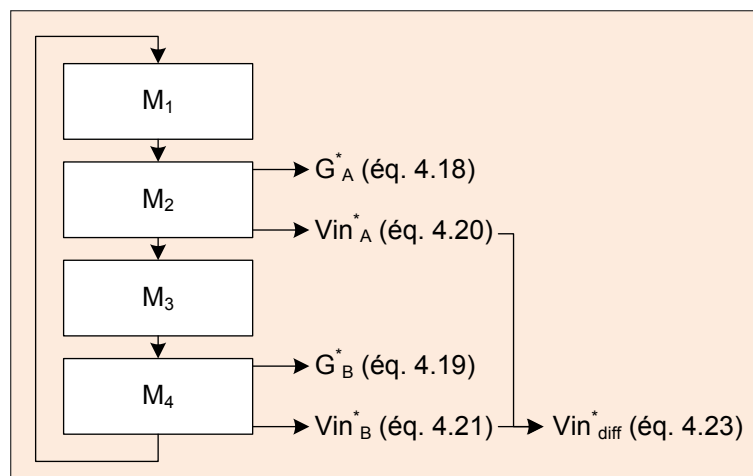 M₁
M₂
G*A (éq. 4.18)
Vin*A (éq. 4.20)
M₃
M₄
G*B (éq. 4.19)
Vin*B (éq. 4.21)
Vin*diff (éq. 4.23)